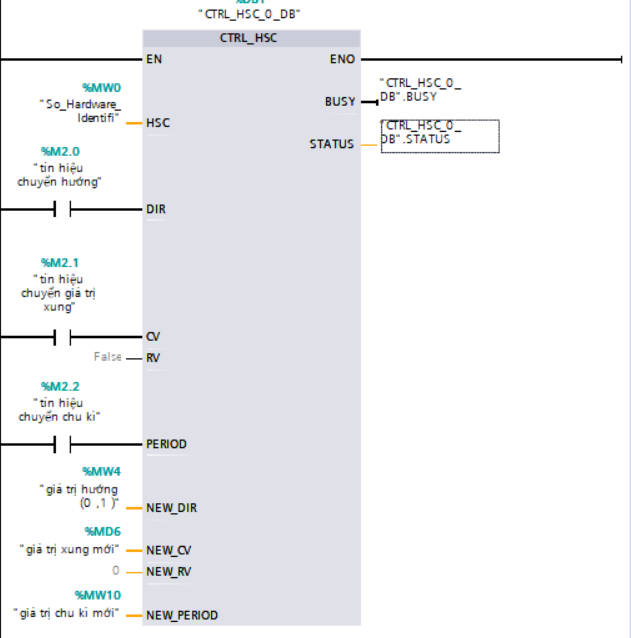 %DB1
"CTRL_HSC_0_DB"
CTRL_HSC
EN
ENO
%MW0
"So_Hardware_
Identifi"
HSC
BUSY
"CTRL_HSC_0_
DB".BUSY
STATUS
"CTRL_HSC_0_
DB".STATUS
%M2.0
"tín hiệu
chuyển hướng"
DIR
%M2.1
"tín hiệu
chuyển giá trị
xung"
CV
False
RV
%M2.2
"tín hiệu
chuyển chu kì"
PERIOD
%MW4
"giá trị hướng
(0 ,1 )"
NEW_DIR
%MD6
"giá trị xung mới"
NEW_CV
0
NEW_RV
%MW10
"giá trị chu kì mới"
NEW_PERIOD